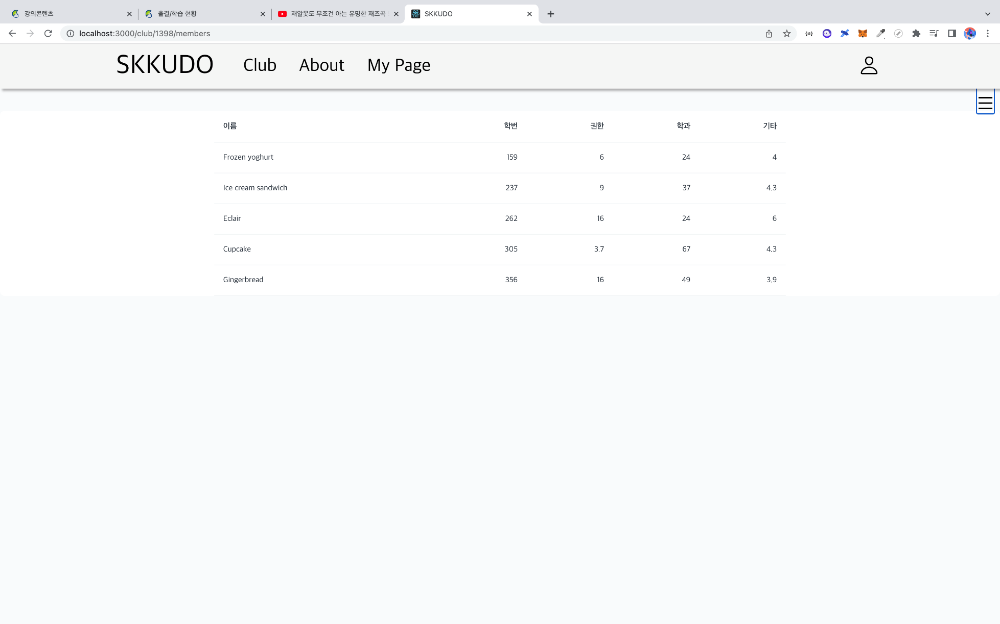 강의콘텐츠
출결/학습 현황
재알못도 무조건 아는 유명한 재즈곡
SKKUDO
localhost:3000/club/1398/members
SKKUDO Club About My Page
이름 학번 권한 학과 기타
Frozen yoghurt 159 6 24 4
Ice cream sandwich 237 9 37 4.3
Eclair 262 16 24 6
Cupcake 305 3.7 67 4.3
Gingerbread 356 16 49 3.9